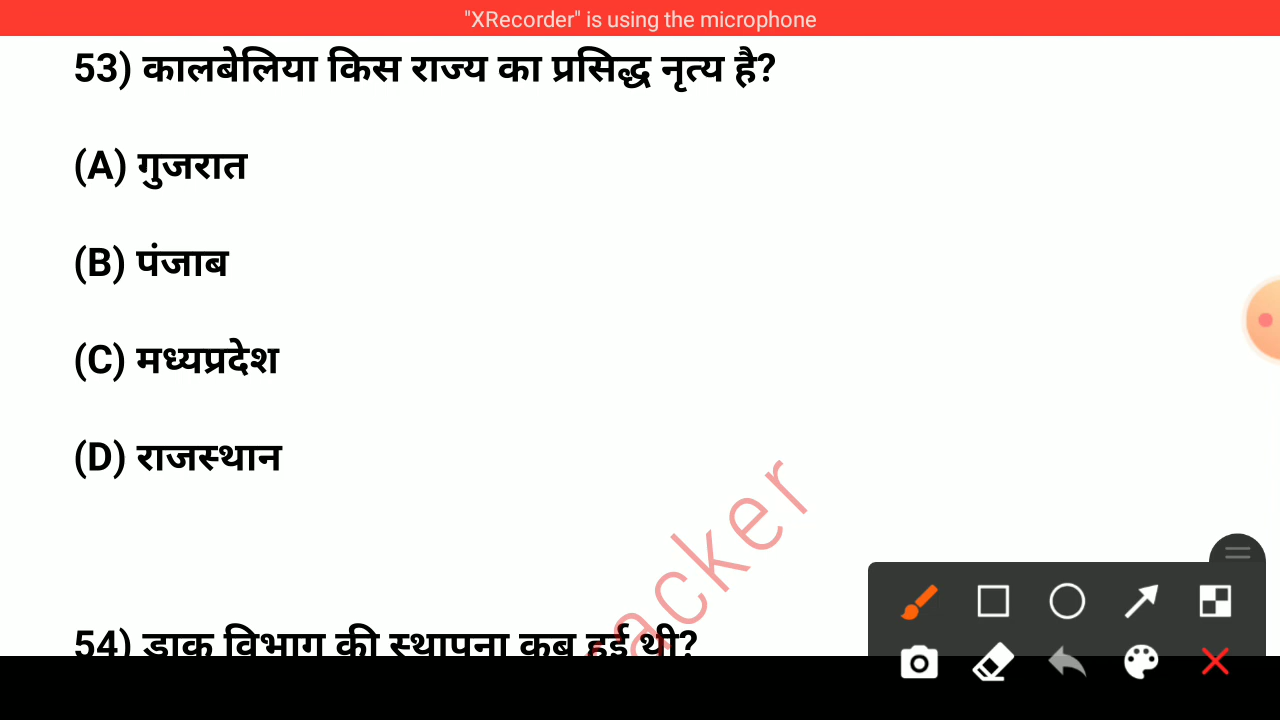 "XRecorder" is using the microphone
53) कालबेलिया किस राज्य का प्रसिद्ध नृत्य है?
(A) गुजरात
(B) पंजाब
(C) मध्यप्रदेश
(D) राजस्थान
acker
54) डाक विभाग की स्थापना कब हुई थी?